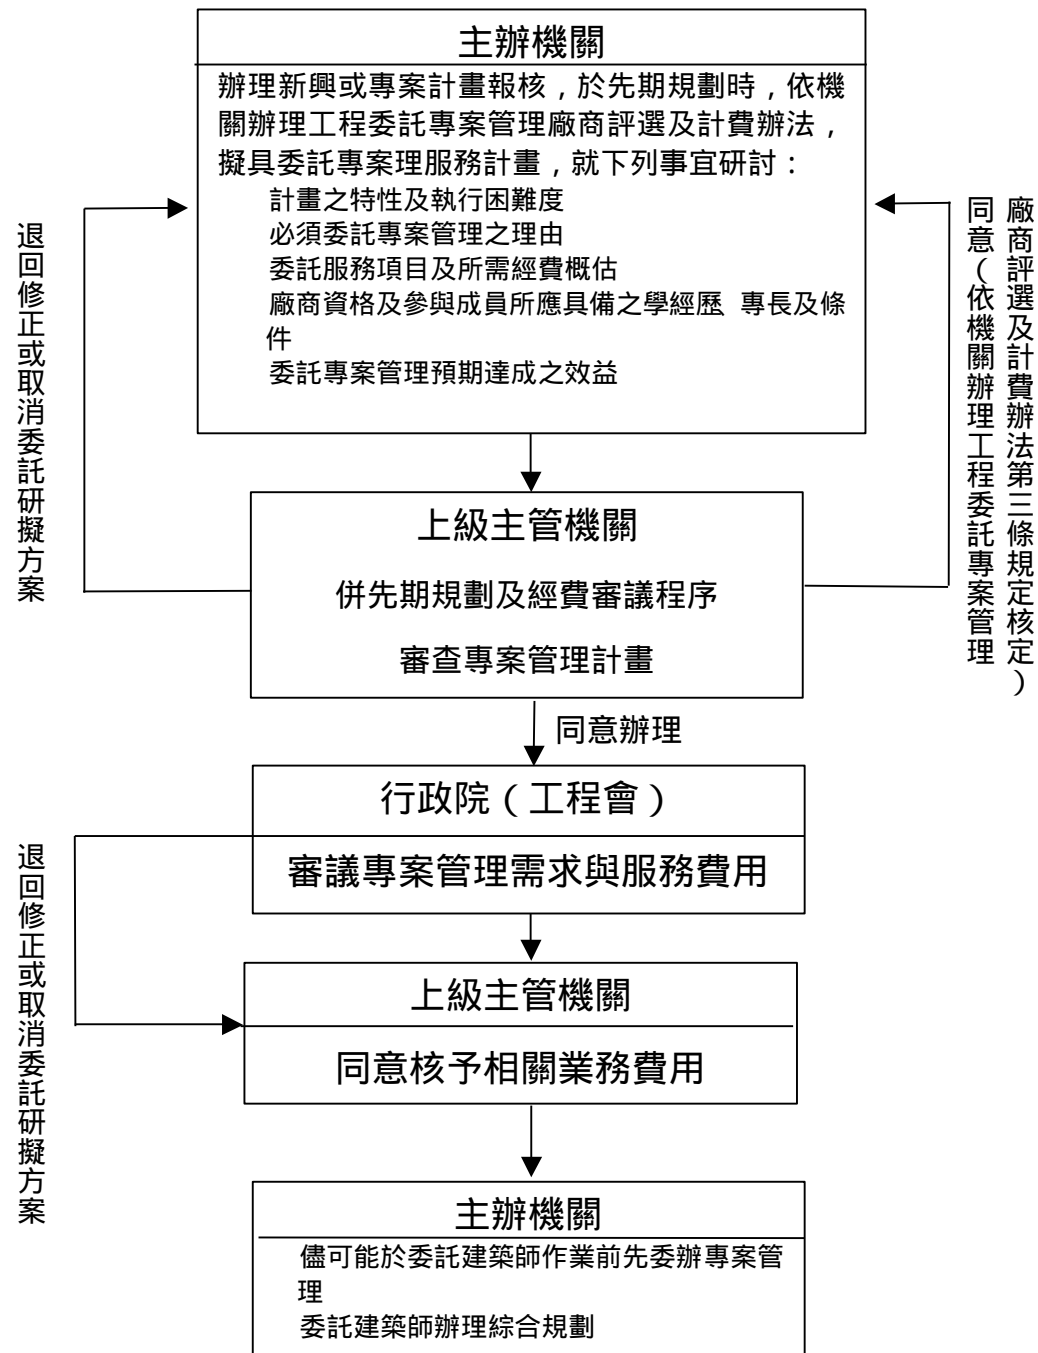 主辦機關
辦理新興或專案計畫報核，於先期規劃時，依機
關辦理工程委託專案管理廠商評選及計費辦法，
擬具委託專案理服務計畫，就下列事宜研討：
計畫之特性及執行困難度
必須委託專案管理之理由
委託服務項目及所需經費概估
廠商資格及參與成員所應具備之學經歷 專長及條
件
委託專案管理預期達成之效益
退回修正或取消委託研擬方案
同意（依機關辦理工程委託專案管理
廠商評選及計費辦法第三條規定核定）
上級主管機關
併先期規劃及經費審議程序
審查專案管理計畫
同意辦理
行政院（工程會）
審議專案管理需求與服務費用
退回修正或取消委託研擬方案
上級主管機關
同意核予相關業務費用
主辦機關
儘可能於委託建築師作業前先委辦專案管
理
委託建築師辦理綜合規劃